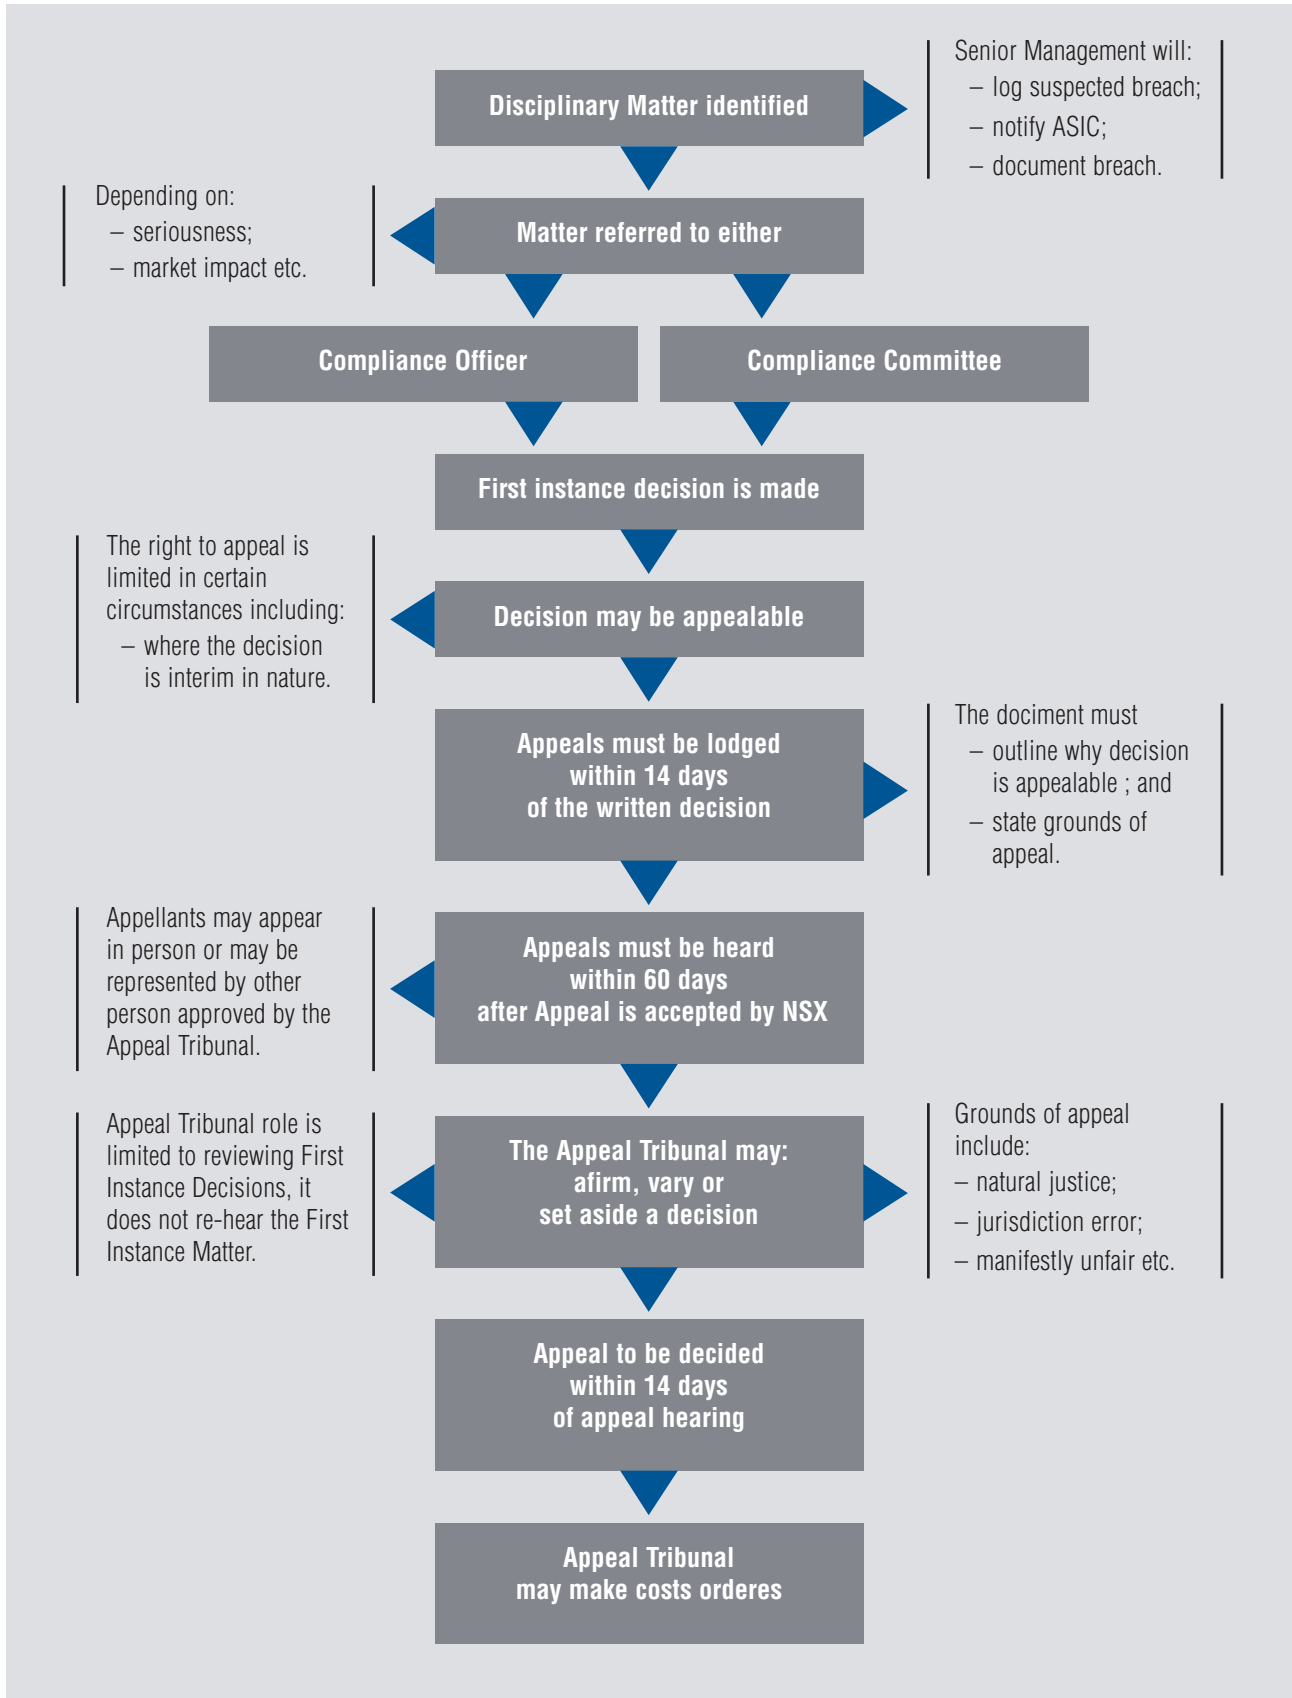 Disciplinary Matter identified
Senior Management will:
– log suspected breach;
– notify ASIC;
– document breach.
Depending on:
– seriousness;
– market impact etc.
Matter referred to either
Compliance Officer
Compliance Committee
First instance decision is made
The right to appeal is
limited in certain
circumstances including:
– where the decision
is interim in nature.
Decision may be appealable
Appeals must be lodged
within 14 days
of the written decision
The dociment must
– outline why decision
is appealable ; and
– state grounds of
appeal.
Appellants may appear
in person or may be
represented by other
person approved by the
Appeal Tribunal.
Appeals must be heard
within 60 days
after Appeal is accepted by NSX
Appeal Tribunal role is
limited to reviewing First
Instance Decisions, it
does not re-hear the First
Instance Matter.
The Appeal Tribunal may:
afirm, vary or
set aside a decision
Grounds of appeal
include:
– natural justice;
– jurisdiction error;
– manifestly unfair etc.
Appeal to be decided
within 14 days
of appeal hearing
Appeal Tribunal
may make costs orderes